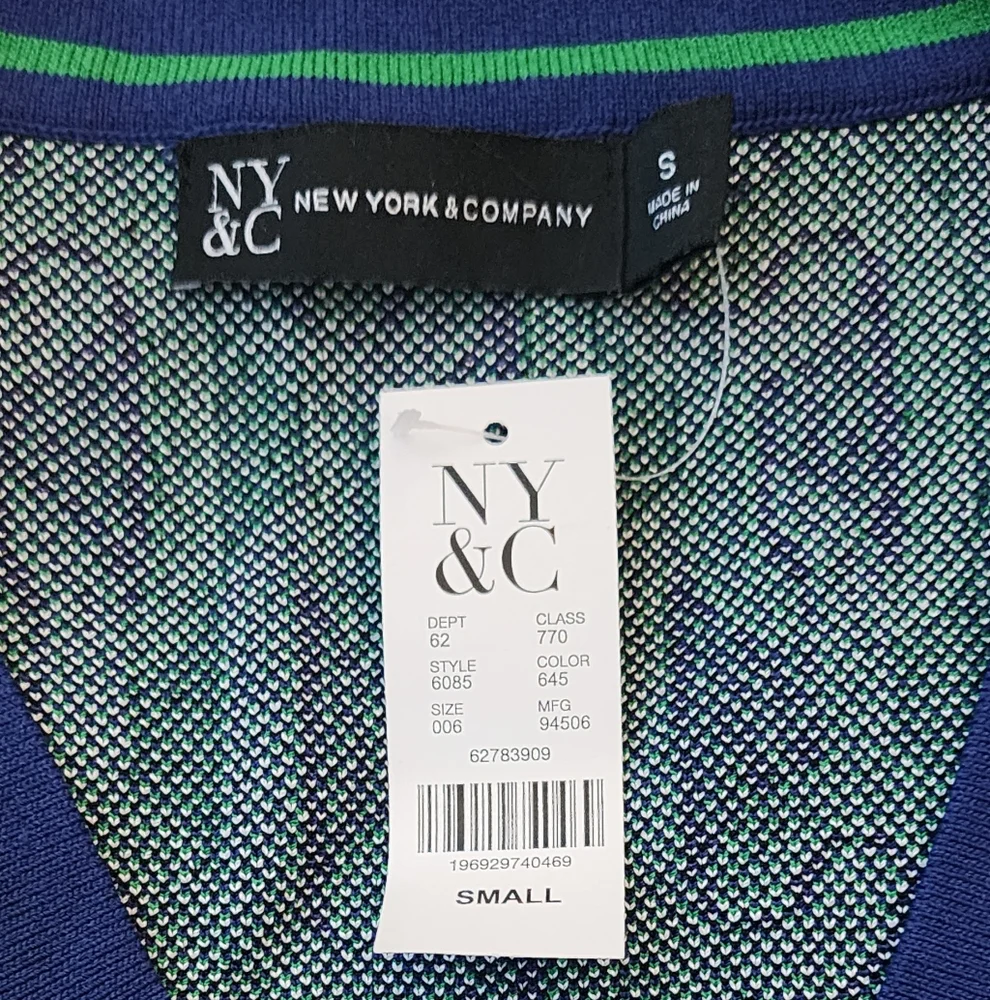 NY
&C
NEW YORK & COMPANY
S
MADE IN
CHINA
NY
&C
DEPT CLASS
62 770
STYLE COLOR
6085 645
SIZE MFG
006 94506
62783909
196929740469
SMALL